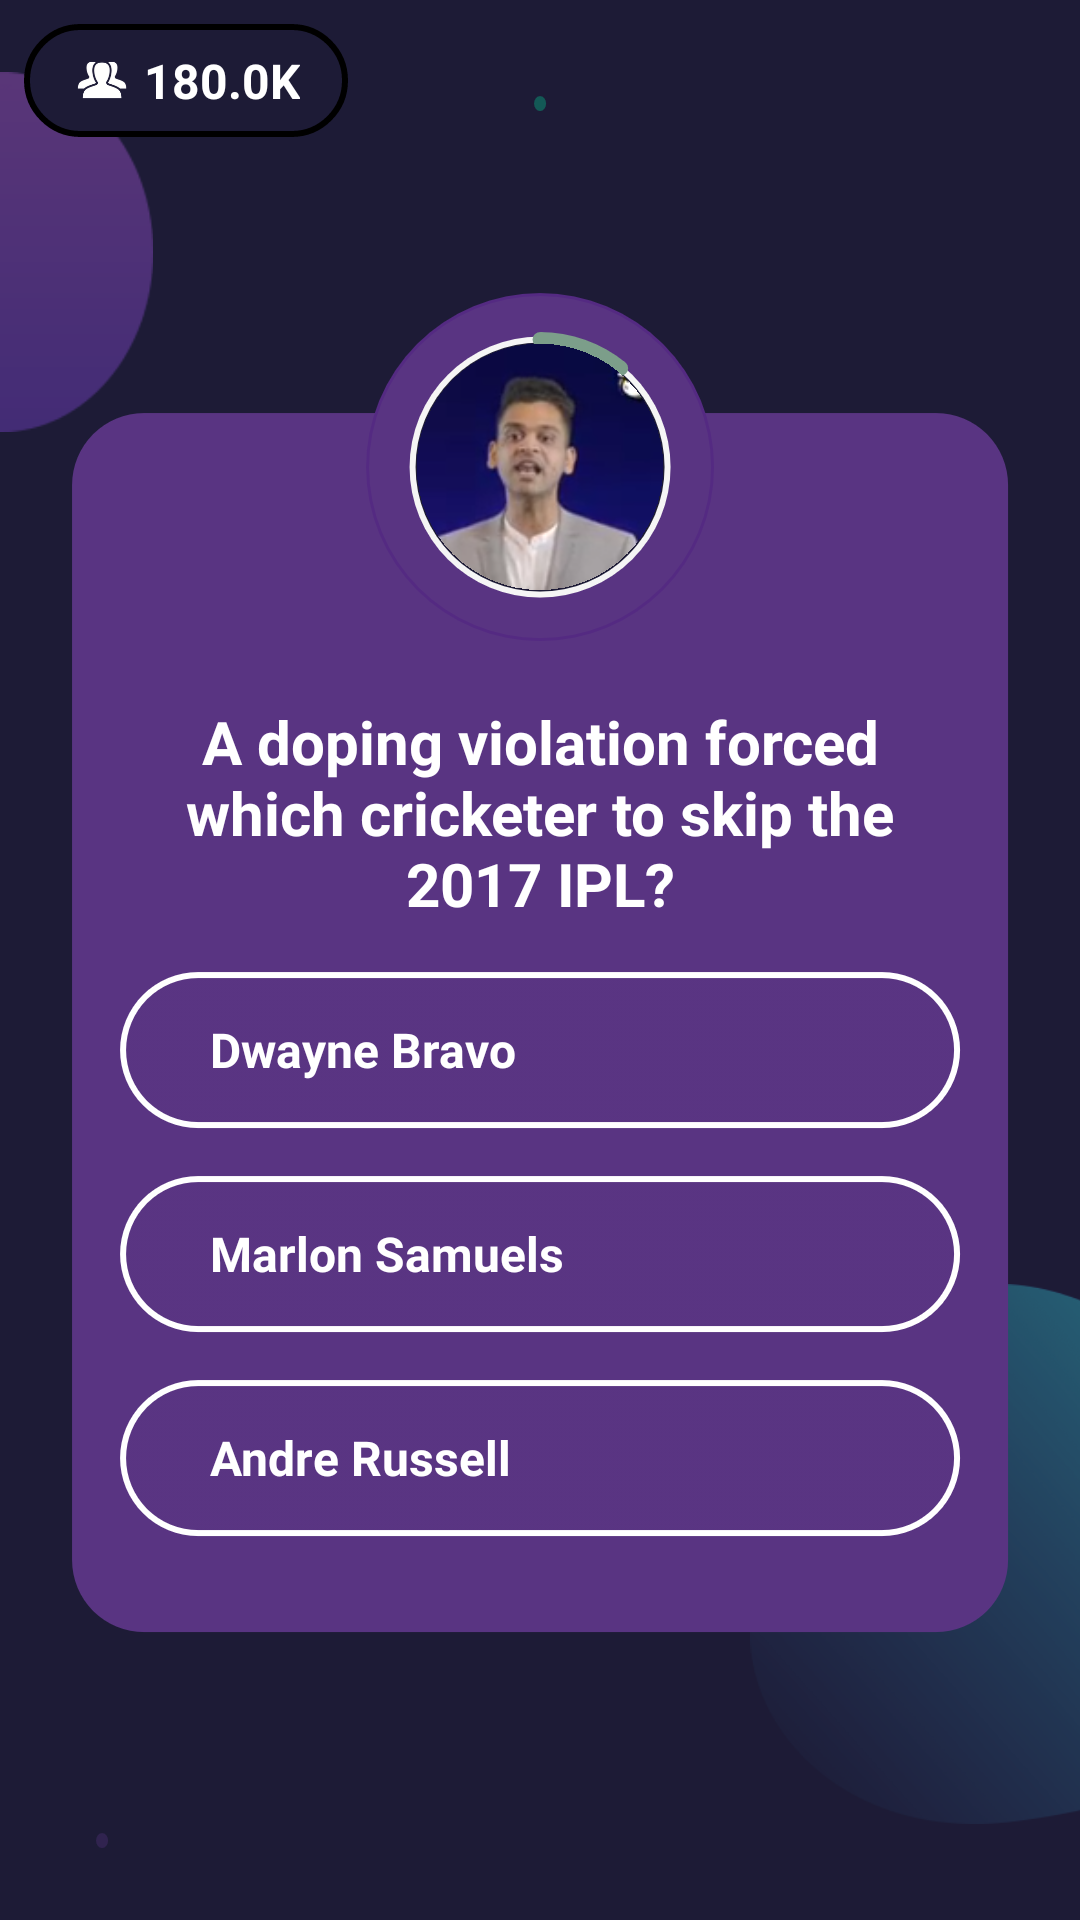 180.0K
A doping violation forced
which cricketer to skip the
2017 IPL?
Dwayne Bravo
Marlon Samuels
Andre Russell